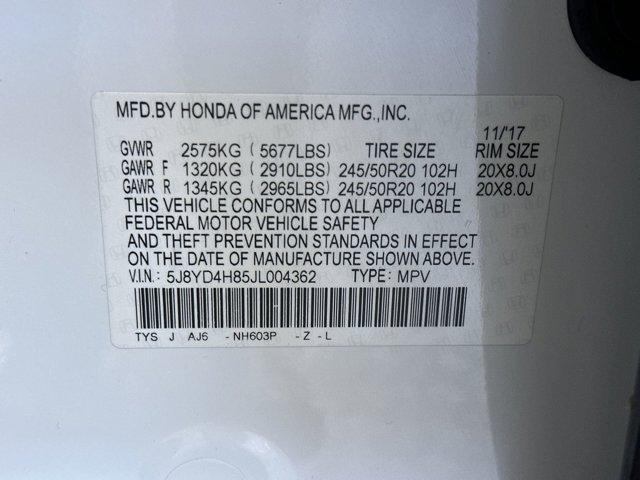 MFD.BY HONDA OF AMERICA MFG.,INC.
11/'17
GVWR 2575KG (5677LBS) TIRE SIZE RIM SIZE
GAWR F 1320KG (2910LBS) 245/50R20 102H 20X8.0J
GAWR R 1345KG (2965LBS) 245/50R20 102H 20X8.0J
THIS VEHICLE CONFORMS TO ALL APPLICABLE
FEDERAL MOTOR VEHICLE SAFETY
AND THEFT PREVENTION STANDARDS IN EFFECT
ON THE DATE OF MANUFACTURE SHOWN ABOVE.
V.I.N.: 5J8YD4H85JL004362 TYPE: MPV
TYS J AJ6 - NH603P - Z - L